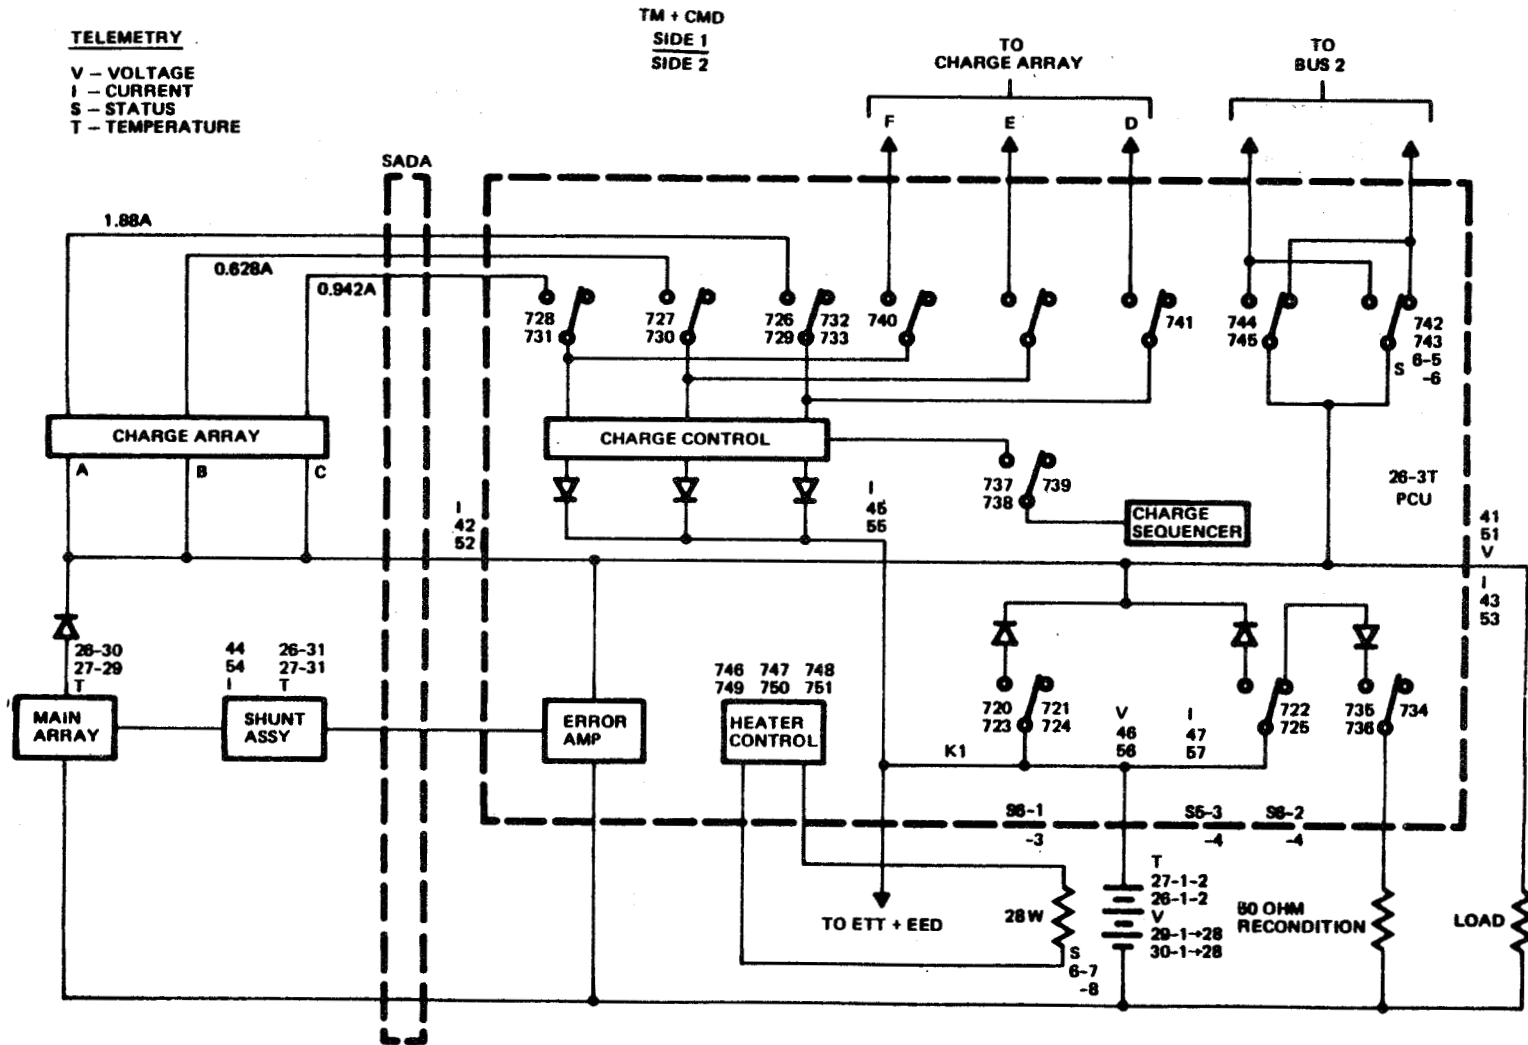 TELEMETRY
V – VOLTAGE
I – CURRENT
S – STATUS
T – TEMPERATURE
TM + CMD
SIDE 1
SIDE 2
TO
CHARGE ARRAY
TO
BUS 2
F
E
D
SADA
1.88A
0.628A
0.942A
728
731
727
730
726
729
732
733
740
741
744
745
742
743
S
6-5
-6
CHARGE ARRAY
A
B
C
CHARGE CONTROL
737
738
739
CHARGE
SEQUENCER
26-3T
PCU
I
42
52
I
45
55
41
51
V
I
43
53
26-30
27-29
T
44
54
I
26-31
27-31
T
MAIN
ARRAY
SHUNT
ASSY
ERROR
AMP
746 747 748
749 750 751
HEATER
CONTROL
720
723
721
724
V
46
56
I
47
57
722
725
735
736
734
K1
S6-1
-3
S5-3
-4
S6-2
-4
TO ETT + EED
28W
S
6-7
-8
T
27-1-2
26-1-2
V
29-1→28
30-1→28
50 OHM
RECONDITION
LOAD